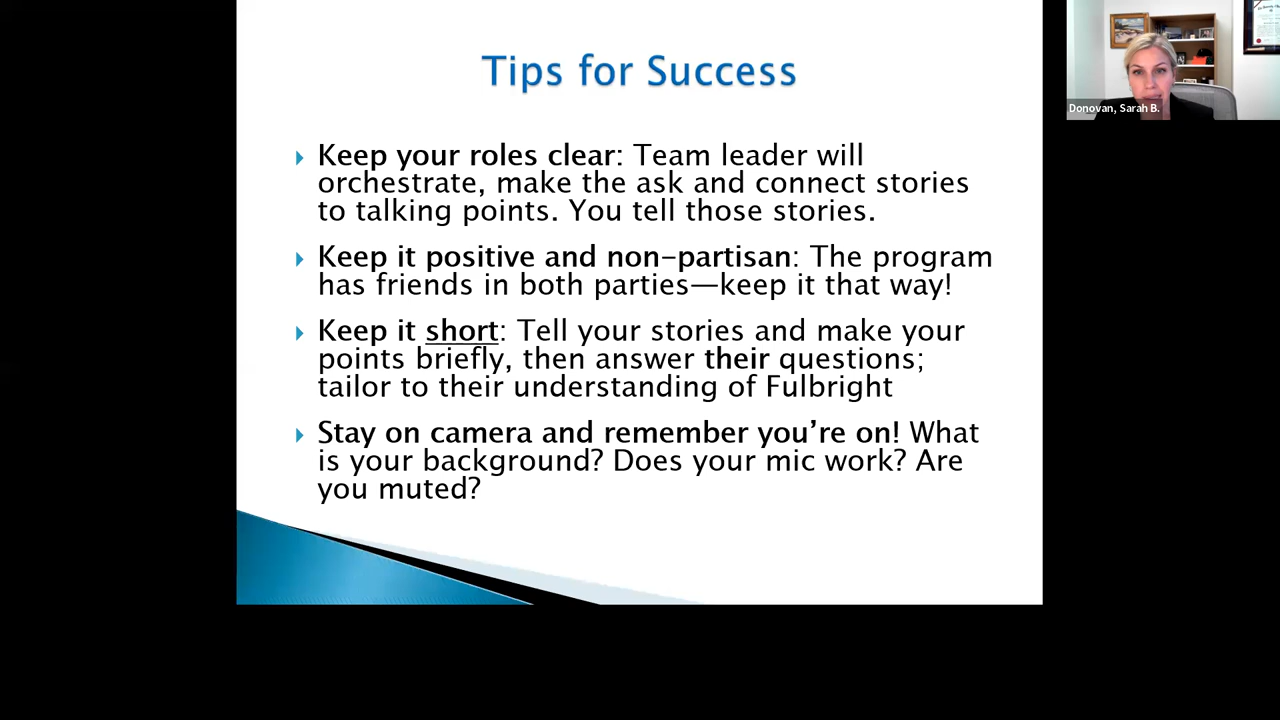 Tips for Success
Keep your roles clear: Team leader will
orchestrate, make the ask and connect stories
to talking points. You tell those stories.
Keep it positive and non-partisan: The program
has friends in both parties—keep it that way!
Keep it short: Tell your stories and make your
points briefly, then answer their questions;
tailor to their understanding of Fulbright
Stay on camera and remember you’re on! What
is your background? Does your mic work? Are
you muted?
Donovan, Sarah B.